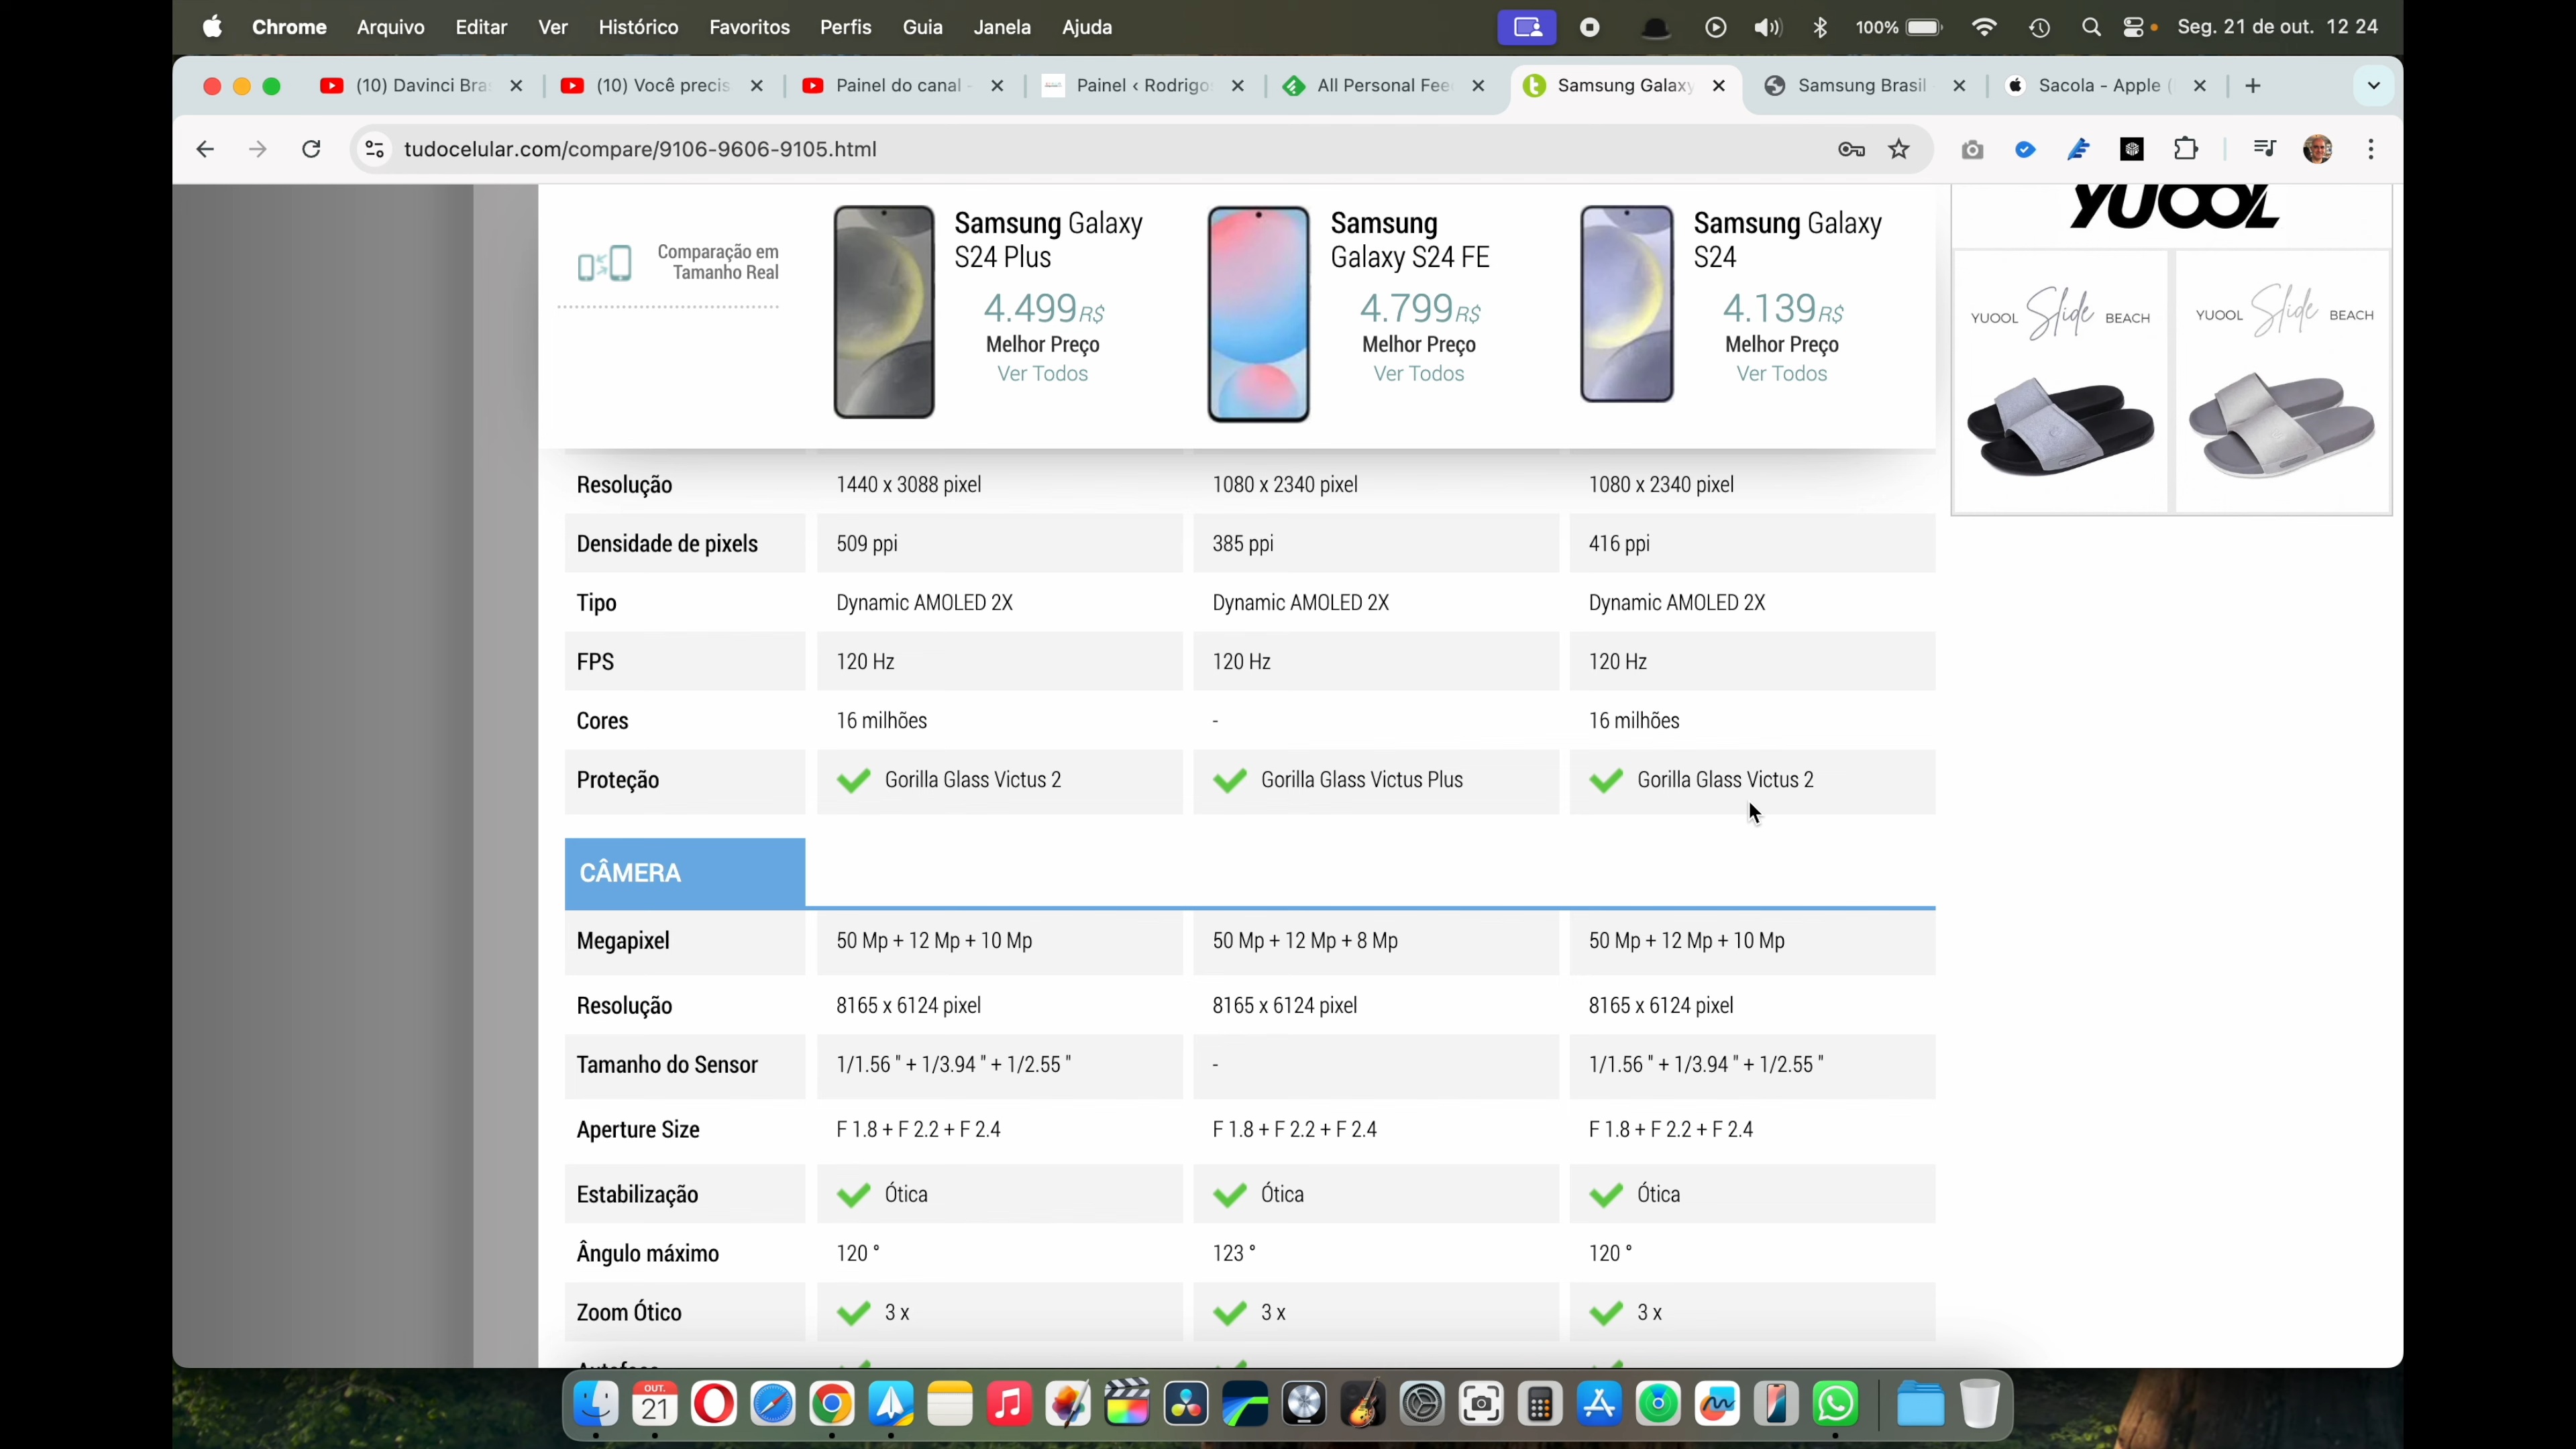 Chrome Arquivo Editar Ver Histórico Favoritos Perfis Guia Janela Ajuda 100% Seg. 21 de out. 12 24
(10) Davinci Bra (10) Você precis Painel do canal - Painel ‹ Rodrigo All Personal Fee Samsung Galaxy Samsung Brasil Sacola - Apple (
tudocelular.com/compare/9106-9606-9105.html
Comparação em
Tamanho Real
Samsung Galaxy
S24 Plus
4.499R$
Melhor Preço
Ver Todos
Samsung
Galaxy S24 FE
4.799R$
Melhor Preço
Ver Todos
Samsung Galaxy
S24
4.139R$
Melhor Preço
Ver Todos
YUOOL
YUOOL Slide BEACH
YUOOL Slide BEACH
Resolução 1440 x 3088 pixel 1080 x 2340 pixel 1080 x 2340 pixel
Densidade de pixels 509 ppi 385 ppi 416 ppi
Tipo Dynamic AMOLED 2X Dynamic AMOLED 2X Dynamic AMOLED 2X
FPS 120 Hz 120 Hz 120 Hz
Cores 16 milhões - 16 milhões
Proteção Gorilla Glass Victus 2 Gorilla Glass Victus Plus Gorilla Glass Victus 2
CÂMERA
Megapixel 50 Mp + 12 Mp + 10 Mp 50 Mp + 12 Mp + 8 Mp 50 Mp + 12 Mp + 10 Mp
Resolução 8165 x 6124 pixel 8165 x 6124 pixel 8165 x 6124 pixel
Tamanho do Sensor 1/1.56 " + 1/3.94 " + 1/2.55 " - 1/1.56 " + 1/3.94 " + 1/2.55 "
Aperture Size F 1.8 + F 2.2 + F 2.4 F 1.8 + F 2.2 + F 2.4 F 1.8 + F 2.2 + F 2.4
Estabilização Ótica Ótica Ótica
Ângulo máximo 120 ° 123 ° 120 °
Zoom Ótico 3 x 3 x 3 x
OUT.
21